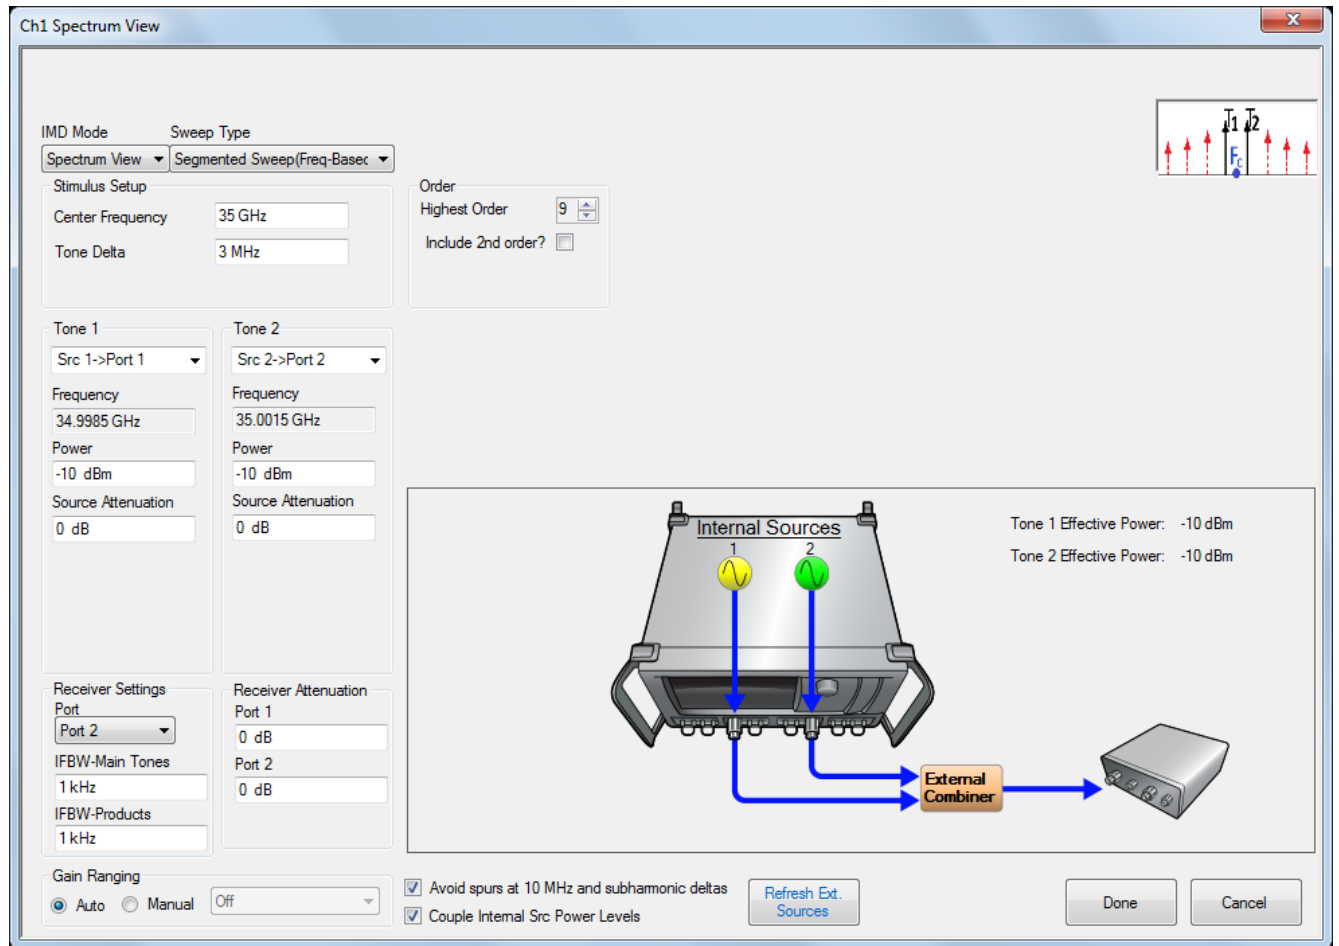 Ch1 Spectrum View
x
IMD Mode
Sweep Type
Spectrum View
Segmented Sweep(Freq-Basec
T1 T2
Fc
Stimulus Setup
Center Frequency
35 GHz
Tone Delta
3 MHz
Order
Highest Order
9
Include 2nd order?
Tone 1
Src 1->Port 1
Frequency
34.9985 GHz
Power
-10 dBm
Source Attenuation
0 dB
Tone 2
Src 2->Port 2
Frequency
35.0015 GHz
Power
-10 dBm
Source Attenuation
0 dB
Internal Sources
1
2
External
Combiner
Tone 1 Effective Power: -10 dBm
Tone 2 Effective Power: -10 dBm
Receiver Settings
Port
Port 2
IFBW-Main Tones
1 kHz
IFBW-Products
1 kHz
Receiver Attenuation
Port 1
0 dB
Port 2
0 dB
Gain Ranging
Auto
Manual
Off
Avoid spurs at 10 MHz and subharmonic deltas
Couple Internal Src Power Levels
Refresh Ext.
Sources
Done
Cancel